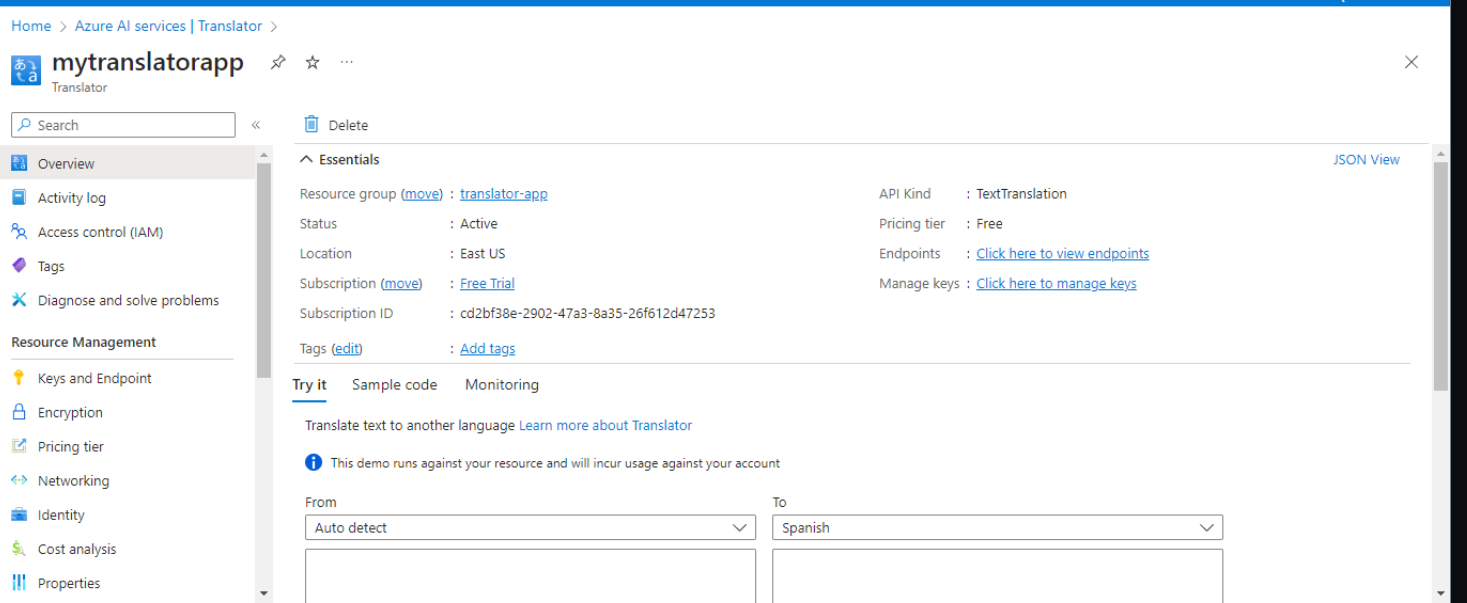 Home > Azure AI services | Translator >
mytranslatorapp
Translator
Search
Overview
Activity log
Access control (IAM)
Tags
Diagnose and solve problems
Resource Management
Keys and Endpoint
Encryption
Pricing tier
Networking
Identity
Cost analysis
Properties
Delete
Essentials
JSON View
Resource group (move) : translator-app
Status : Active
Location : East US
Subscription (move) : Free Trial
Subscription ID : cd2bf38e-2902-47a3-8a35-26f612d47253
Tags (edit) : Add tags
API Kind : TextTranslation
Pricing tier : Free
Endpoints : Click here to view endpoints
Manage keys : Click here to manage keys
Try it Sample code Monitoring
Translate text to another language Learn more about Translator
This demo runs against your resource and will incur usage against your account
From
Auto detect
To
Spanish